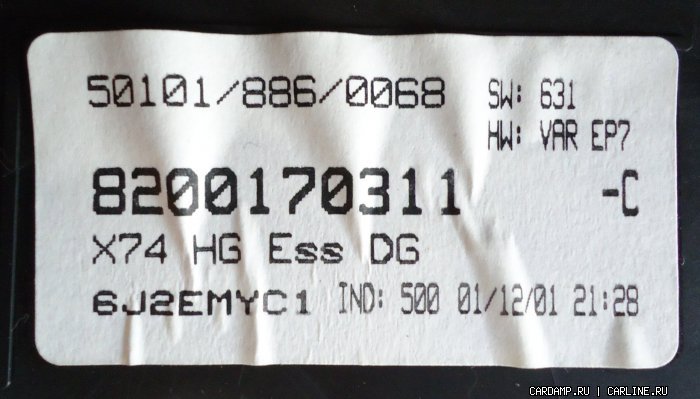 50101/886/0068 SW: 631
HW: VAR EP7
8200170311 -C
X74 HG Ess DG
6J2EMYC1 IND: 500 01/12/01 21:28
CARDAMP.RU | CARLINE.RU